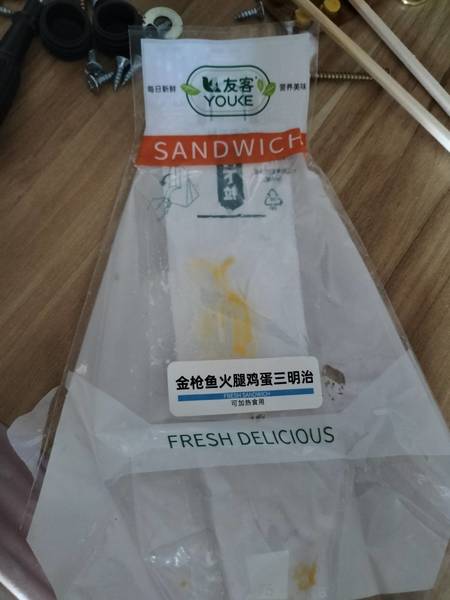 每日新鲜
友客
营养美味
YOUKE
SANDWICH
金枪鱼火腿鸡蛋三明治
FRESH SANDWICH
可加热食用
FRESH DELICIOUS